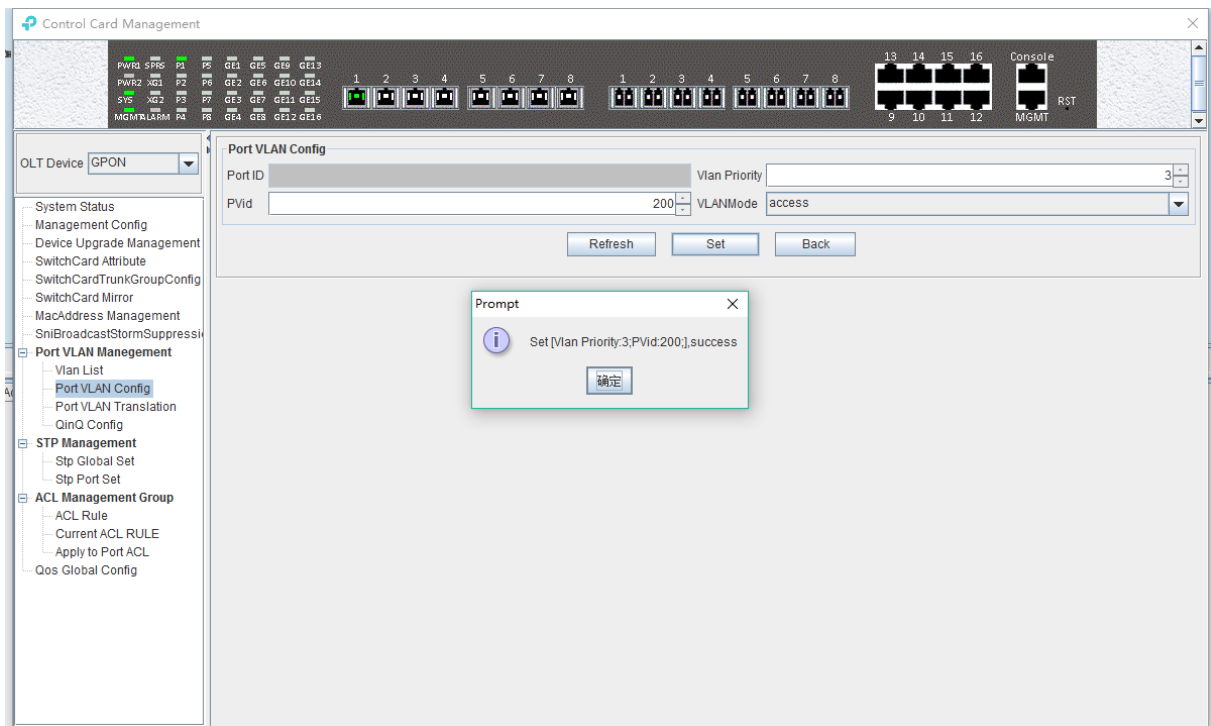 Control Card Management
PWR1 SPRS P1 P5 GE1 GE5 GE9 GE13
PWR2 XG1 P2 P6 GE2 GE6 GE10 GE14
SYS XG2 P3 P7 GE3 GE7 GE11 GE15
MGMT ALARM P4 P8 GE4 GE8 GE12 GE16
1 2 3 4 5 6 7 8 1 2 3 4 5 6 7 8
13 14 15 16 Console
9 10 11 12 MGMT
RST
OLT Device GPON
System Status
Management Config
Device Upgrade Management
SwitchCard Attribute
SwitchCardTrunkGroupConfig
SwitchCard Mirror
MacAddress Management
SniBroadcastStormSuppressi
Port VLAN Manegement
Vlan List
Port VLAN Config
Port VLAN Translation
QinQ Config
STP Management
Stp Global Set
Stp Port Set
ACL Management Group
ACL Rule
Current ACL RULE
Apply to Port ACL
Qos Global Config
Port VLAN Config
Port ID Vlan Priority 3
PVid 200 VLANMode access
Refresh Set Back
Prompt
Set [Vlan Priority:3;PVid:200;],success
确定